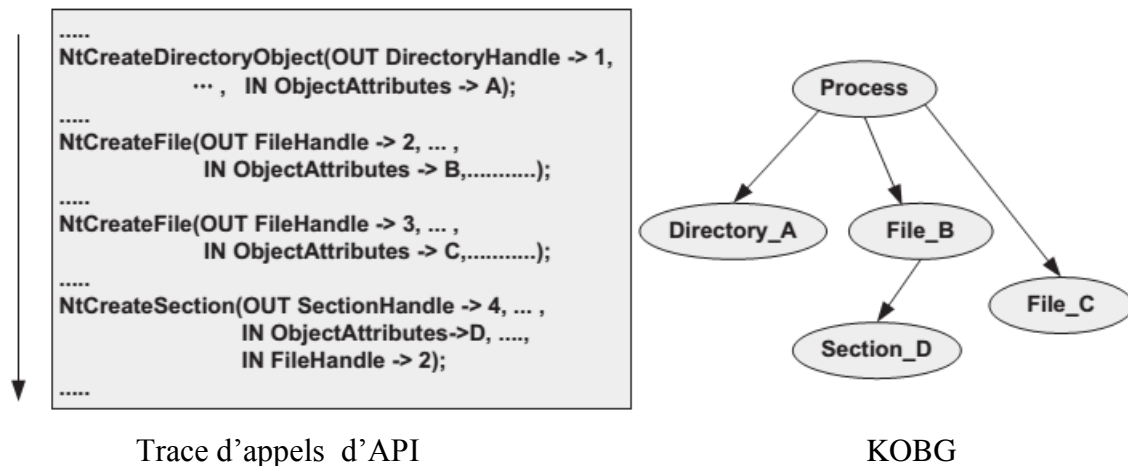 .....
NtCreateDirectoryObject(OUT DirectoryHandle -> 1,
... , IN ObjectAttributes -> A);
.....
NtCreateFile(OUT FileHandle -> 2, ... ,
IN ObjectAttributes -> B,............);
.....
NtCreateFile(OUT FileHandle -> 3, ... ,
IN ObjectAttributes -> C,............);
.....
NtCreateSection(OUT SectionHandle -> 4, ... ,
IN ObjectAttributes->D, ....,
IN FileHandle -> 2);
.....
Process
Directory_A
File_B
File_C
Section_D
Trace d’appels d’API
KOBG